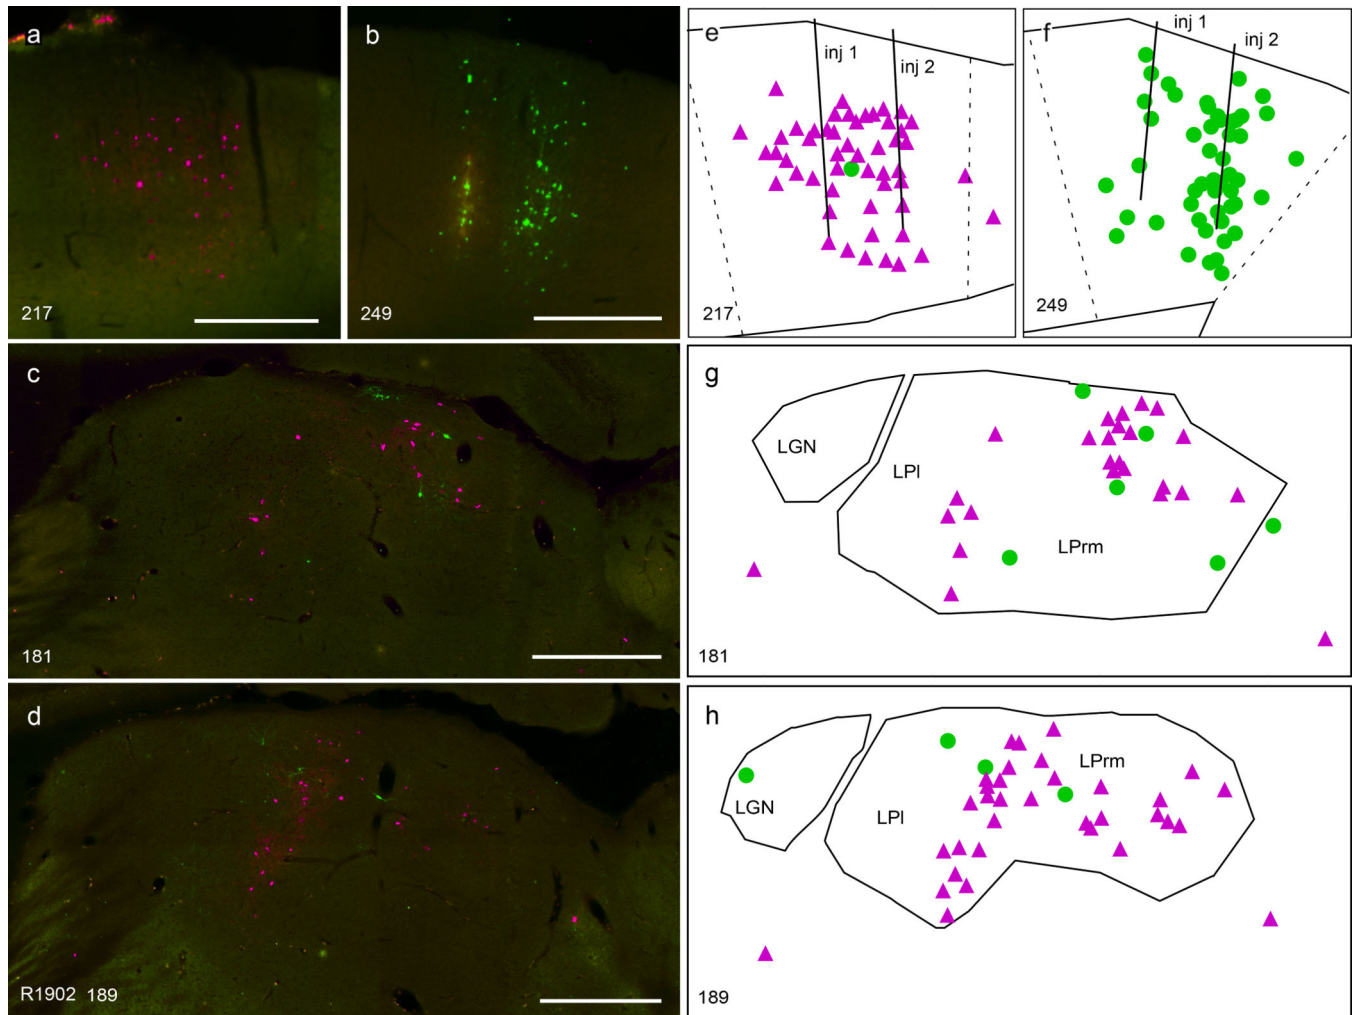 a
217
b
249
e
inj 1
inj 2
217
f
inj 1
inj 2
249
c
181
g
LGN
LPl
LPrm
181
d
R1902 189
h
LGN
LPl
LPrm
189